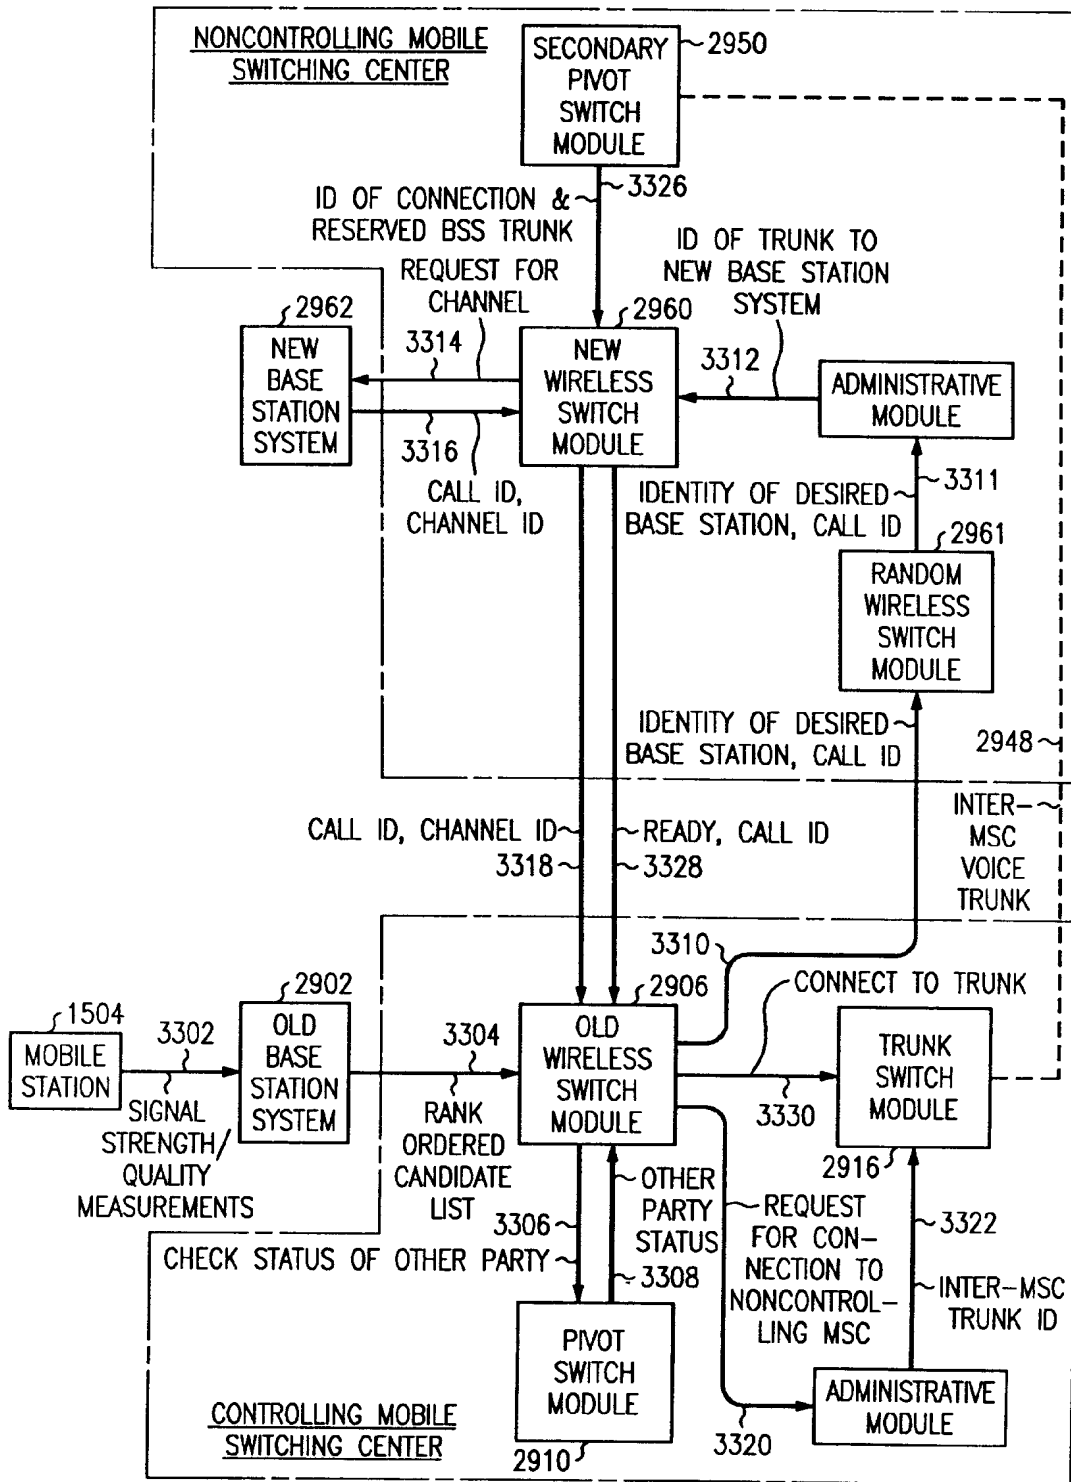 NONCONTROLLING MOBILE
SWITCHING CENTER
SECONDARY
PIVOT
SWITCH
MODULE
2950
3326
ID OF CONNECTION &
RESERVED BSS TRUNK
ID OF TRUNK TO
NEW BASE STATION
SYSTEM
REQUEST FOR
CHANNEL
2962
NEW
BASE
STATION
SYSTEM
3314
3316
CALL ID,
CHANNEL ID
2960
NEW
WIRELESS
SWITCH
MODULE
3312
ADMINISTRATIVE
MODULE
3311
IDENTITY OF DESIRED
BASE STATION, CALL ID
2961
RANDOM
WIRELESS
SWITCH
MODULE
IDENTITY OF DESIRED
BASE STATION, CALL ID
2948
INTER-
MSC
VOICE
TRUNK
CALL ID, CHANNEL ID
3318
READY, CALL ID
3328
3310
2906
OLD
WIRELESS
SWITCH
MODULE
CONNECT TO TRUNK
1504
MOBILE
STATION
3302
SIGNAL
STRENGTH/
QUALITY
MEASUREMENTS
2902
OLD
BASE
STATION
SYSTEM
3304
RANK
ORDERED
CANDIDATE
LIST
3330
TRUNK
SWITCH
MODULE
2916
3306
CHECK STATUS OF OTHER PARTY
OTHER
PARTY
STATUS
3308
REQUEST
FOR CON-
NECTION TO
NONCONTROL-
LING MSC
3322
INTER-MSC
TRUNK ID
PIVOT
SWITCH
MODULE
2910
3320
ADMINISTRATIVE
MODULE
CONTROLLING MOBILE
SWITCHING CENTER